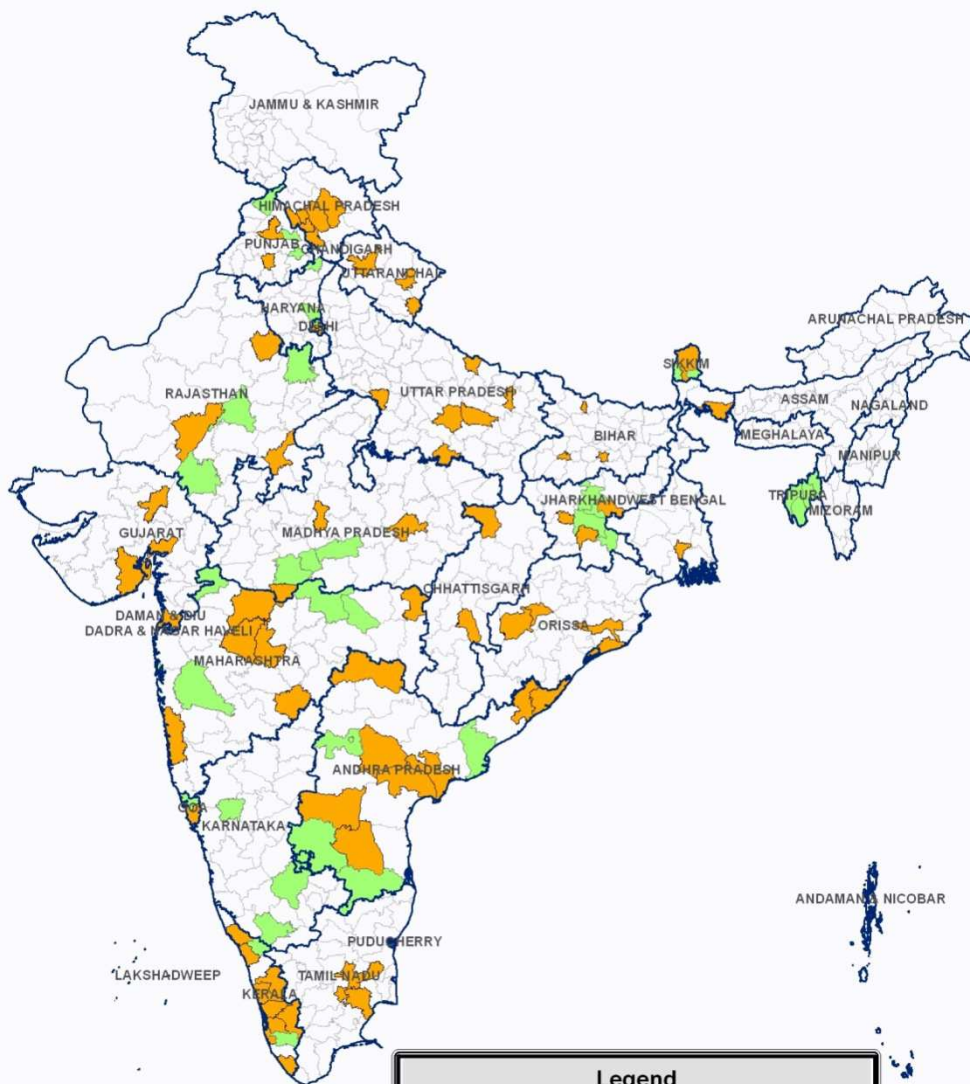 JAMMU & KASHMIR
HIMACHAL PRADESH
PUNJAB
CHANDIGARH
UTTARANCHAL
HARYANA
DELHI
ARUNACHAL PRADESH
SIKKIM
RAJASTHAN
UTTAR PRADESH
ASSAM
NAGALAND
BIHAR
MEGHALAYA
MANIPUR
TRIPURA
JHARKHAND
WEST BENGAL
MIZORAM
GUJARAT
MADHYA PRADESH
CHHATTISGARH
DAMAN & DIU
ORISSA
DADRA & NAGAR HAVELI
MAHARASHTRA
ANDHRA PRADESH
GOA
KARNATAKA
ANDAMAN & NICOBAR
PUDUCHERRY
LAKSHADWEEP
TAMIL NADU
KERALA
Legend